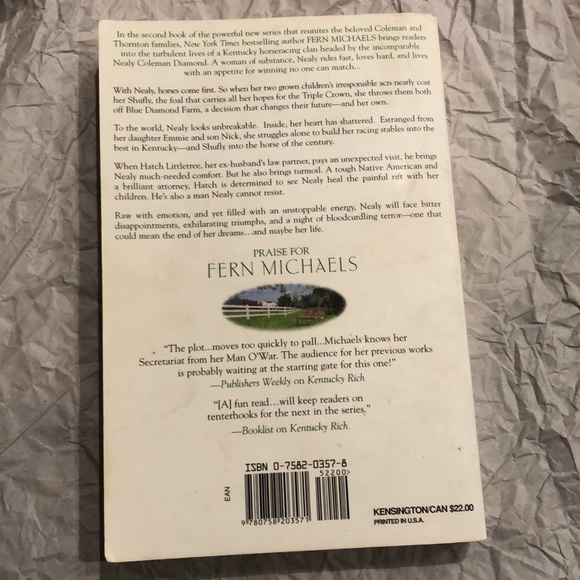 In the second book of the powerful new series that reunites the beloved Coleman and
Thornton families, New York Times bestselling author FERN MICHAELS brings readers
into the turbulent lives of a Kentucky horseracing clan headed by the incomparable
Nealy Coleman Diamond. A woman of substance, Nealy rides fast, loves hard, and lives
with an appetite for winning no one can match...
With Nealy, horses come first. So when her two grown children's irresponsible acts nearly cost
her Shufly, the foal that carries all her hopes for the Triple Crown, she throws them both
off Blue Diamond Farm, a decision that changes their future—and her own.
To the world, Nealy looks unbreakable. Inside, her heart has shattered. Estranged from
her daughter Emmie and son Nick, she struggles alone to build her racing stables into the
best in Kentucky—and Shufly into the horse of the century.
When Hatch Littletree, her ex-husband's law partner, pays an unexpected visit, he brings
Nealy much-needed comfort. But he also brings turmoil. A tough Native American and
a brilliant attorney, Hatch is determined to see Nealy heal the painful rift with her
children. He's also a man Nealy cannot resist.
Raw with emotion, and yet filled with an unstoppable energy, Nealy will face bitter
disappointments, exhilarating triumphs, and a night of bloodcurdling terror—one that
could mean the end of her dreams...and maybe her life.
PRAISE FOR
FERN MICHAELS
"The plot...moves too quickly to pall...Michaels knows her
Secretariat from her Man O'War. The audience for her previous works
is probably waiting at the starting gate for this one!"
—Publishers Weekly on Kentucky Rich
"[A] fun read...will keep readers on
tenterhooks for the next in the series."
—Booklist on Kentucky Rich
ISBN 0-7582-0357-8
52200>
EAN
9 780758 203571
KENSINGTON/CAN $22.00
PRINTED IN U.S.A.